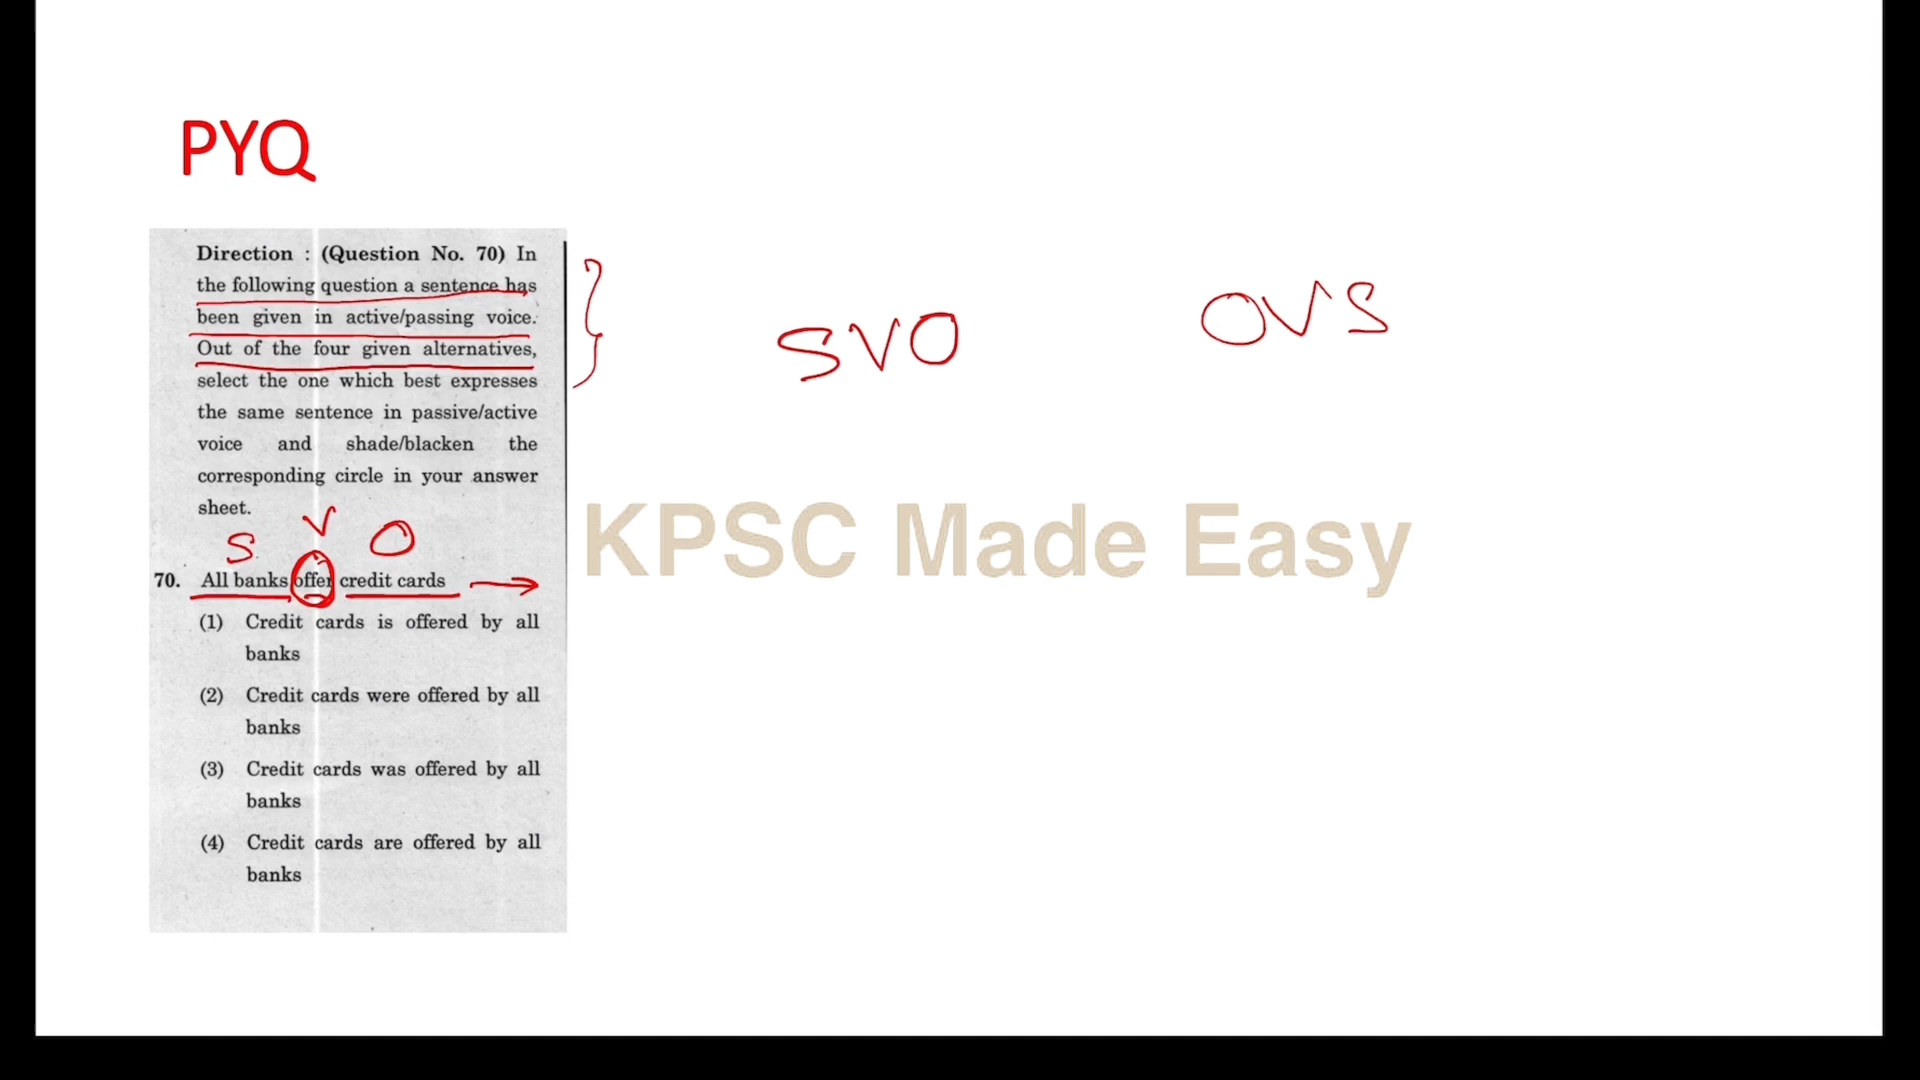 PYQ
Direction : (Question No. 70) In
the following question a sentence has
been given in active/passing voice.
Out of the four given alternatives,
select the one which best expresses
the same sentence in passive/active
voice and shade/blacken the
corresponding circle in your answer
sheet.
S V O
70. All banks offer credit cards
(1) Credit cards is offered by all
banks
(2) Credit cards were offered by all
banks
(3) Credit cards was offered by all
banks
(4) Credit cards are offered by all
banks
SVO
OVS
KPSC Made Easy